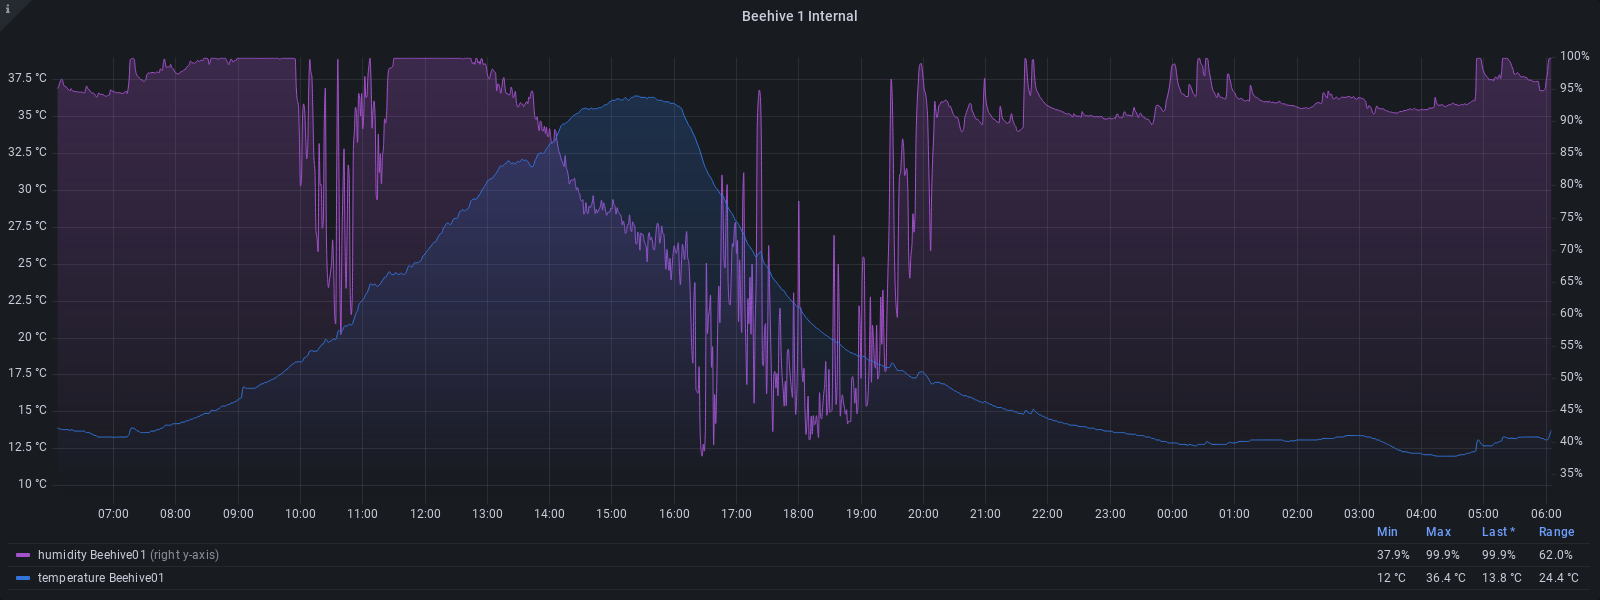 i
Beehive 1 Internal
37.5 °C
35 °C
32.5 °C
30 °C
27.5 °C
25 °C
22.5 °C
20 °C
17.5 °C
15 °C
12.5 °C
10 °C
100%
95%
90%
85%
80%
75%
70%
65%
60%
55%
50%
45%
40%
35%
07:00 08:00 09:00 10:00 11:00 12:00 13:00 14:00 15:00 16:00 17:00 18:00 19:00 20:00 21:00 22:00 23:00 00:00 01:00 02:00 03:00 04:00 05:00 06:00
Min Max Last * Range
humidity Beehive01 (right y-axis) 37.9% 99.9% 99.9% 62.0%
temperature Beehive01 12 °C 36.4 °C 13.8 °C 24.4 °C